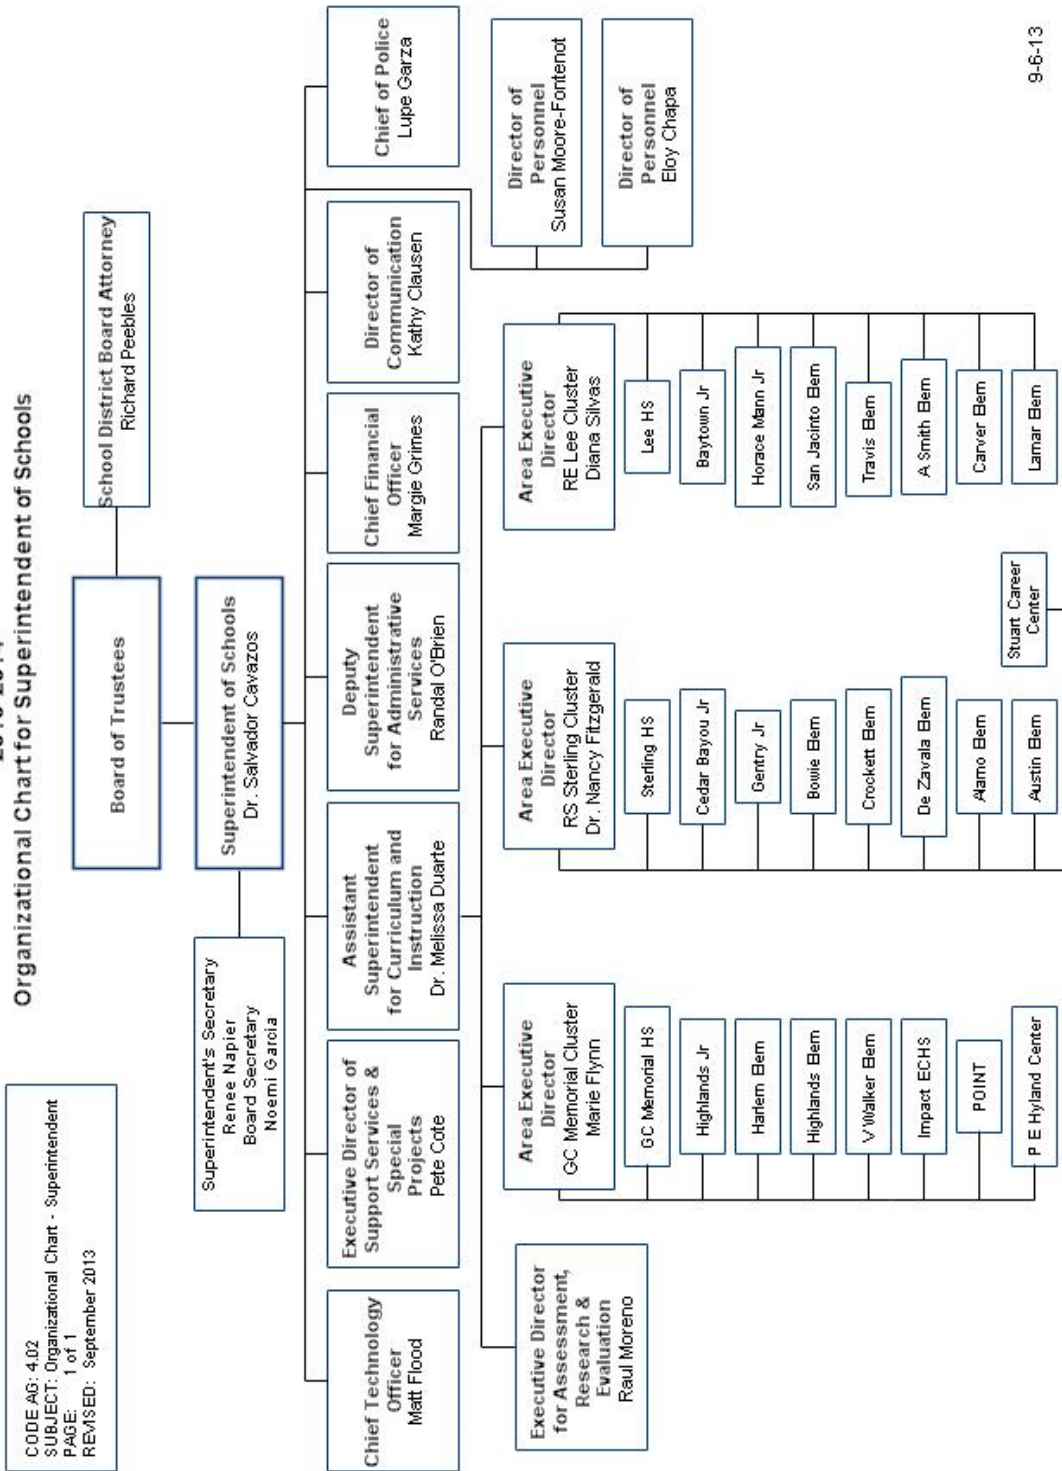 CODE AG: 4.02
SUBJECT: Organizational Chart - Superintendent
PAGE: 1 of 1
REVISED: September 2013
Organizational Chart for Superintendent of Schools
Board of Trustees
School District Board Attorney
Richard Peebles
Superintendent's Secretary
Renee Napier
Board Secretary
Noemi Garcia
Superintendent of Schools
Dr. Salvador Cavazos
Chief Technology
Officer
Matt Flood
Executive Director of
Support Services &
Special
Projects
Pete Cote
Assistant
Superintendent
for Curriculum and
Instruction
Dr. Melissa Duarte
Deputy
Superintendent
for Administrative
Services
Randal O'Brien
Chief Financial
Officer
Margie Grimes
Director of
Communication
Kathy Clausen
Chief of Police
Lupe Garza
Director of
Personnel
Susan Moore-Fontenot
Director of
Personnel
Eloy Chapa
Executive Director
for Assessment,
Research &
Evaluation
Raul Moreno
Area Executive
Director
GC Memorial Cluster
Marie Flynn
GC Memorial HS
Highlands Jr
Harlem Elem
Highlands Elem
V Walker Elem
Impact ECHS
POINT
P E Hyland Center
Area Executive
Director
RS Sterling Cluster
Dr. Nancy Fitzgerald
Sterling HS
Cedar Bayou Jr
Gentry Jr
Bowie Elem
Crockett Elem
De Zavala Elem
Alamo Elem
Austin Elem
Stuart Career
Center
Area Executive
Director
RE Lee Cluster
Diana Silvas
Lee HS
Baytown Jr
Horace Mann Jr
San Jacinto Elem
Travis Elem
A Smith Elem
Carver Elem
Lamar Elem
9-6-13